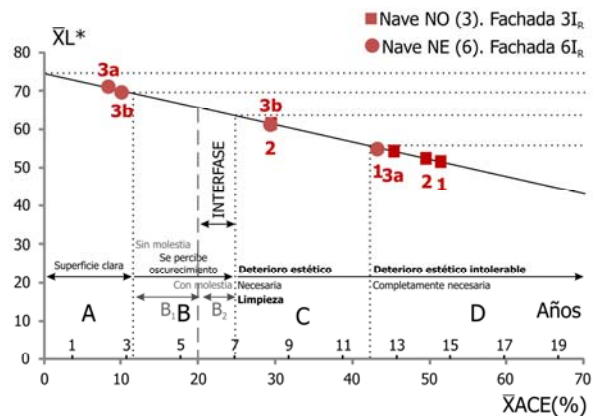 X̅L*
Nave NO (3). Fachada 3I_R
Nave NE (6). Fachada 6I_R
80
70
60
50
40
30
20
10
0
3a
3b
3b
2
1
3a
2
1
INTERFASE
Sin molestia
Superficie clara
Se percibe
oscurecimiento
Deterioro estético
Deterioro estético intolerable
Con molestia
Necesaria
Limpieza
Completamente necesaria
A
B₁
B
B₂
C
D
Años
1 3 5 7 9 11 13 15 17 19
0 10 20 30 40 50 60 70
X̅ACE(%)